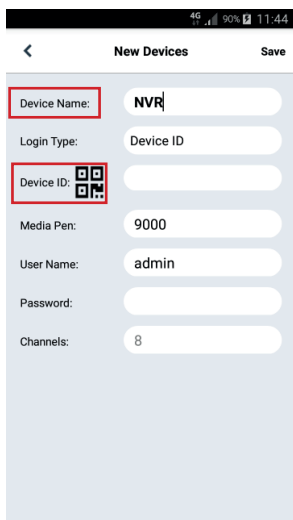 4G 90% 11:44
New Devices Save
Device Name: NVR
Login Type: Device ID
Device ID:
Media Pen: 9000
User Name: admin
Password:
Channels: 8